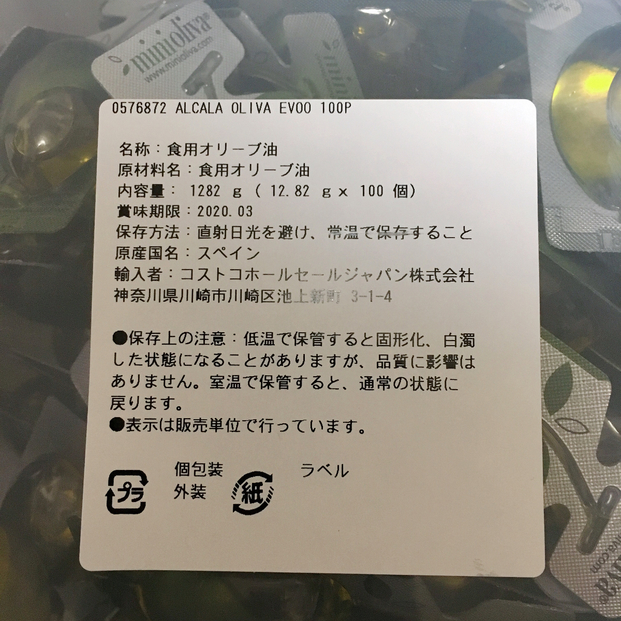 minioliva®
www.minioliva.com
0576872 ALCALA OLIVA EVOO 100P
名称：食用オリーブ油
原材料名：食用オリーブ油
内容量： 1282 g ( 12.82 g x 100 個)
賞味期限：2020.03
保存方法：直射日光を避け、常温で保存すること
原産国名：スペイン
輸入者：コストコホールセールジャパン株式会社
神奈川県川崎市川崎区池上新町 3-1-4
●保存上の注意：低温で保管すると固形化、白濁
した状態になることがありますが、品質に影響は
ありません。室温で保管すると、通常の状態に
戻ります。
●表示は販売単位で行っています。
プラ 個包装 外装
紙 ラベル